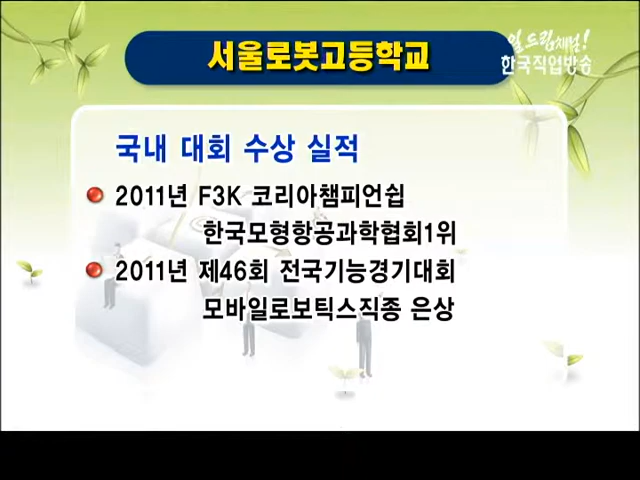 서울로봇고등학교
일 드림채널!
한국직업방송
국내 대회 수상 실적
2011년 F3K 코리아챔피언쉽
한국모형항공과학협회1위
2011년 제46회 전국기능경기대회
모바일로보틱스직종 은상